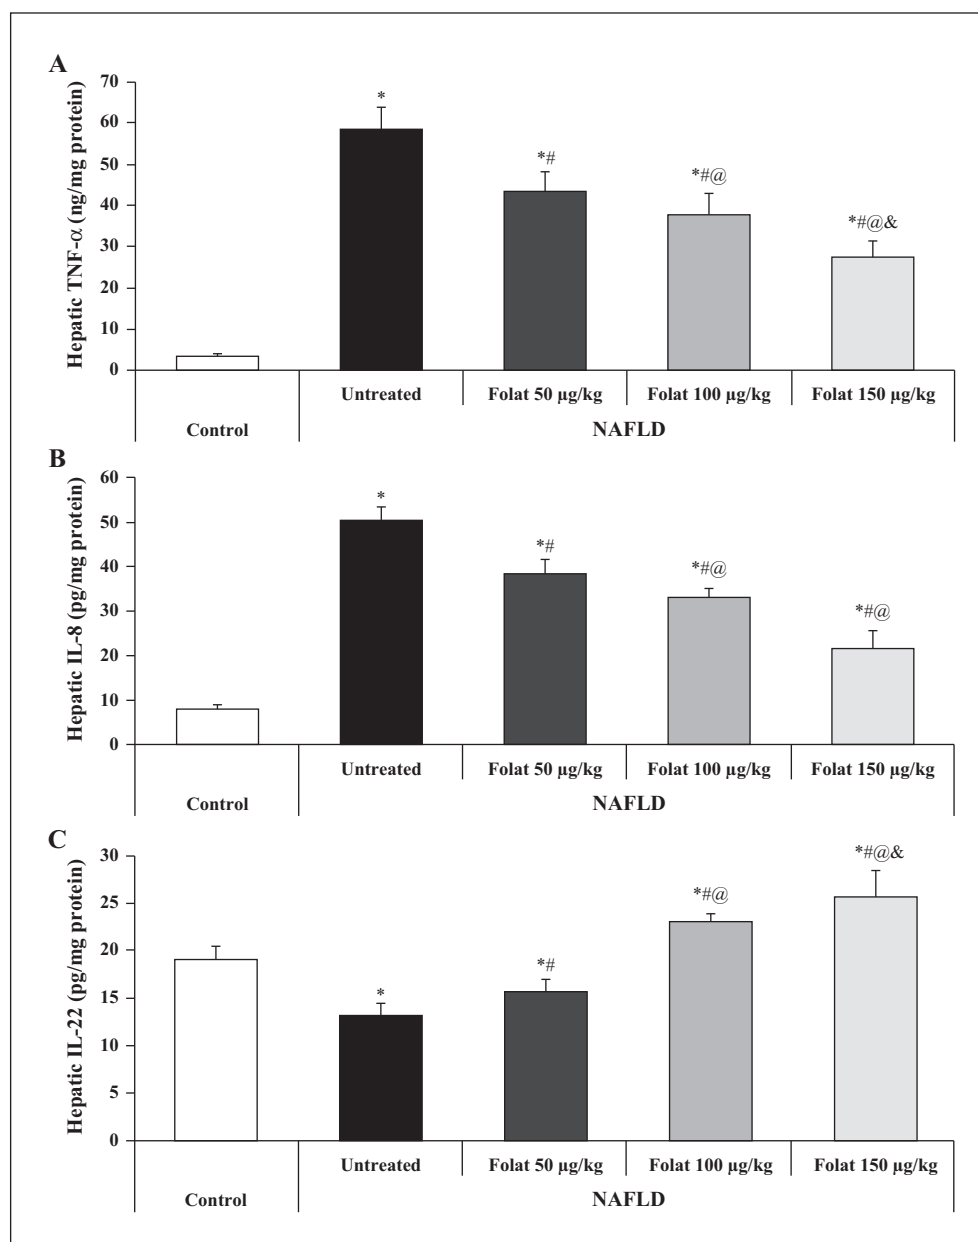 A
Hepatic TNF-α (ng/mg protein)
70
60
50
40
30
20
10
0
*
*#
*#@
*#@&
Untreated
Folat 50 µg/kg
Folat 100 µg/kg
Folat 150 µg/kg
Control
NAFLD
B
Hepatic IL-8 (pg/mg protein)
60
50
40
30
20
10
0
*
*#
*#@
*#@
Untreated
Folat 50 µg/kg
Folat 100 µg/kg
Folat 150 µg/kg
Control
NAFLD
C
Hepatic IL-22 (pg/mg protein)
30
25
20
15
10
5
0
*
*#
*#@
*#@&
Untreated
Folat 50 µg/kg
Folat 100 µg/kg
Folat 150 µg/kg
Control
NAFLD